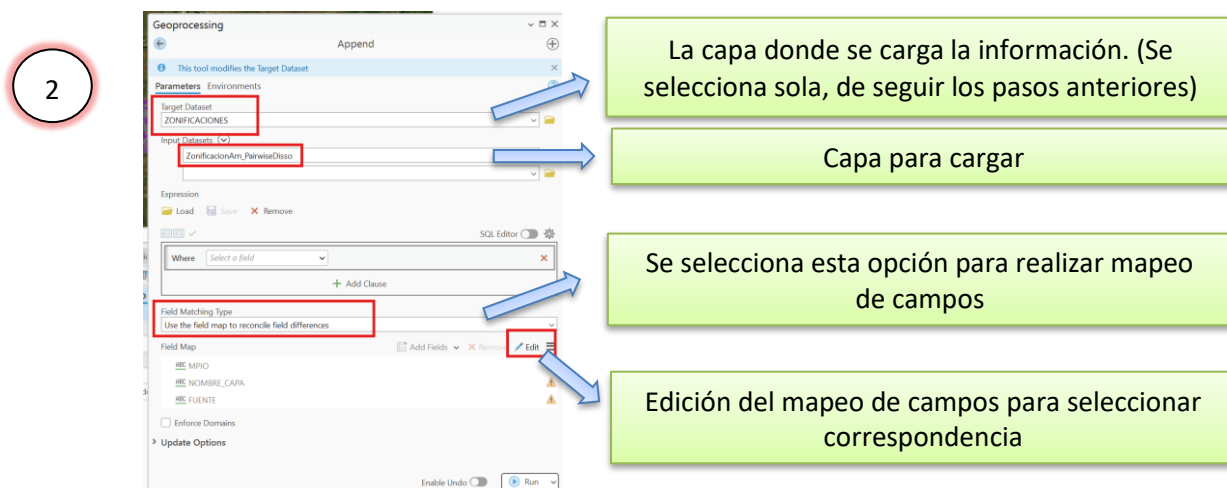 2
Geoprocessing
Append
This tool modifies the Target Dataset
Parameters Environments
Target Dataset
ZONIFICACIONES
Input Datasets
ZonificacionAm_PairwiseDisso
Expression
Load Save Remove
SQL Editor
Where Select a field
Add Clause
Field Matching Type
Use the field map to reconcile field differences
Field Map Add Fields Edit
ABC MPIO
ABC NOMBRE_CAPA
ABC FUENTE
Enforce Domains
Update Options
Enable Undo Run
La capa donde se carga la información. (Se
selecciona sola, de seguir los pasos anteriores)
Capa para cargar
Se selecciona esta opción para realizar mapeo
de campos
Edición del mapeo de campos para seleccionar
correspondencia